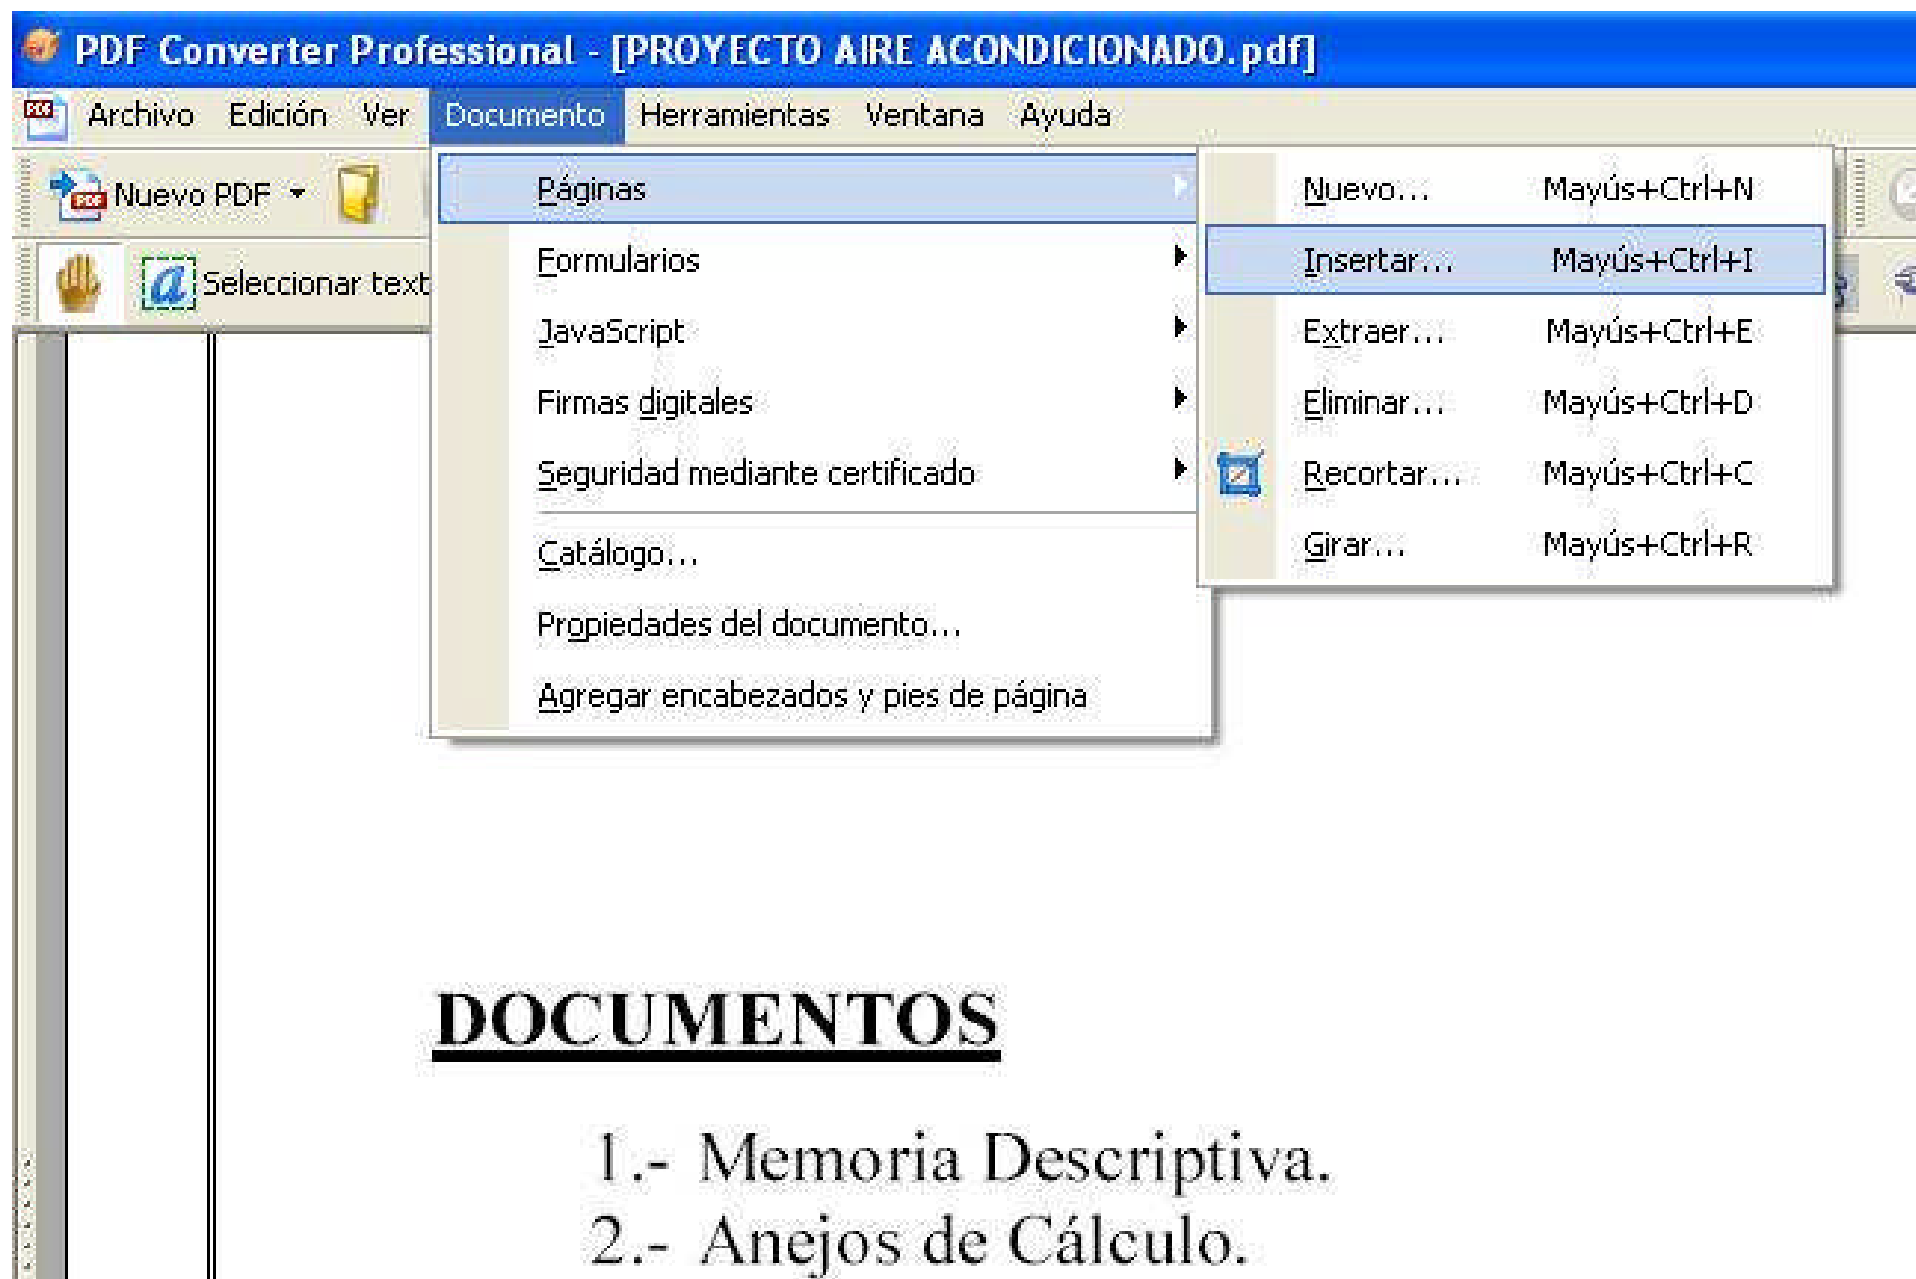 PDF Converter Professional - [PROYECTO AIRE ACONDICIONADO.pdf]
Archivo Edición Ver Documento Herramientas Ventana Ayuda
Nuevo PDF
Seleccionar text
Páginas
Formularios
JavaScript
Firmas digitales
Seguridad mediante certificado
Catálogo...
Propiedades del documento...
Agregar encabezados y pies de página
Nuevo... Mayús+Ctrl+N
Insertar... Mayús+Ctrl+I
Extraer... Mayús+Ctrl+E
Eliminar... Mayús+Ctrl+D
Recortar... Mayús+Ctrl+C
Girar... Mayús+Ctrl+R
DOCUMENTOS
1.- Memoria Descriptiva.
2.- Anejos de Cálculo.